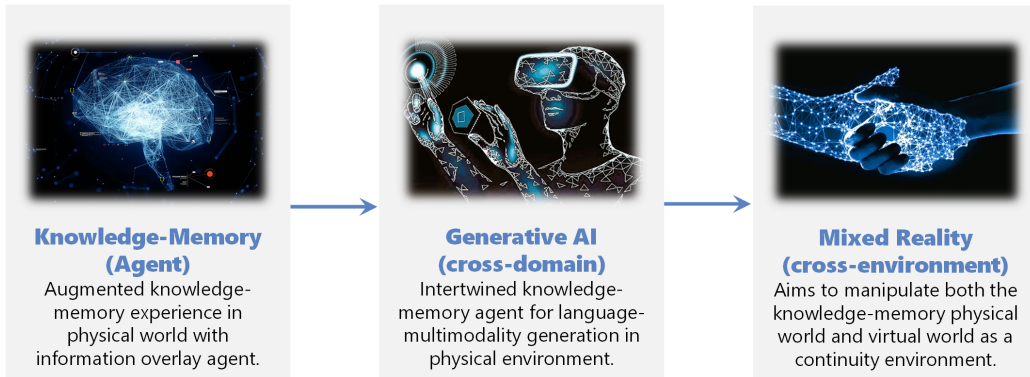 Knowledge-Memory
(Agent)
Augmented knowledge-
memory experience in
physical world with
information overlay agent.
Generative AI
(cross-domain)
Intertwined knowledge-
memory agent for language-
multimodality generation in
physical environment.
Mixed Reality
(cross-environment)
Aims to manipulate both the
knowledge-memory physical
world and virtual world as a
continuity environment.